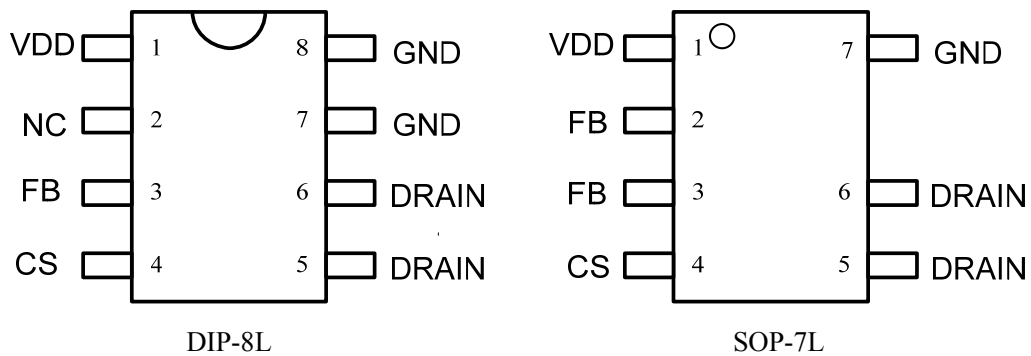 VDD 1 8 GND
NC 2 7 GND
FB 3 6 DRAIN
CS 4 5 DRAIN
DIP-8L
VDD 1 7 GND
FB 2
FB 3 6 DRAIN
CS 4 5 DRAIN
SOP-7L